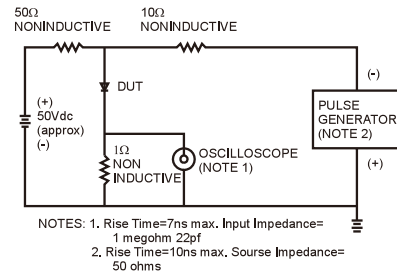 50Ω
NONINDUCTIVE
10Ω
NONINDUCTIVE
(+)
50Vdc
(approx)
(-)
DUT
1Ω
NON
INDUCTIVE
OSCILLOSCOPE
(NOTE 1)
(-)
PULSE
GENERATOR
(NOTE 2)
(+)
NOTES: 1. Rise Time=7ns max. Input Impedance=
1 megohm 22pf
2. Rise Time=10ns max. Sourse Impedance=
50 ohms